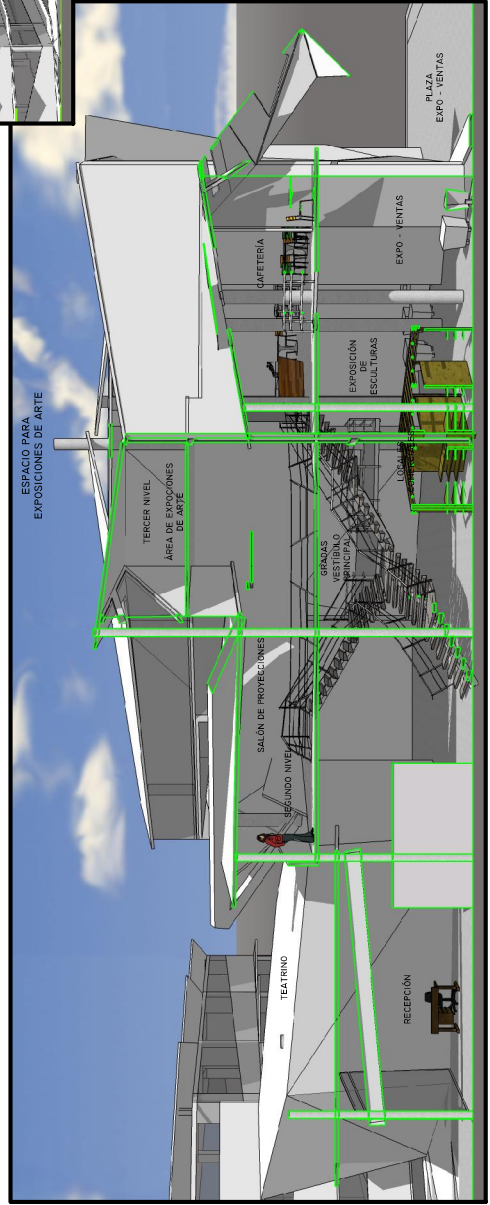 ESPACIO PARA
EXPOSICIONES DE ARTE
TERCER NIVEL
ÁREA DE EXPOCIONES
DE ARTE
TEATRINO
SALÓN DE PROYECCIONES
SEGUNDO NIVEL
CAFETERÍA
GRADAS
VESTÍBULO
PRINCIPAL
EXPOSICIÓN
DE
ESCULTURAS
EXPO - VENTAS
PLAZA
EXPO - VENTAS
LOCALES
RECEPCIÓN